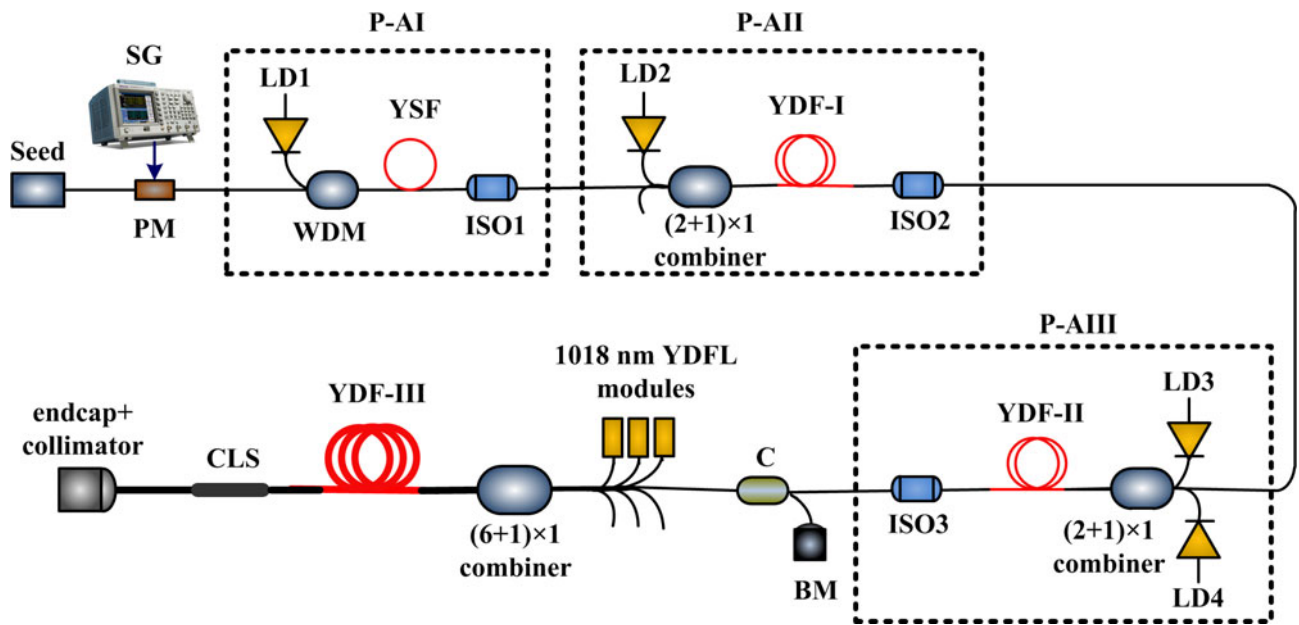 P-AI
P-AII
SG
LD1
LD2
YSF
YDF-I
Seed
PM
WDM
ISO1
(2+1)×1
combiner
ISO2
P-AIII
1018 nm YDFL
modules
LD3
YDF-III
YDF-II
endcap+
collimator
CLS
C
(6+1)×1
combiner
BM
ISO3
(2+1)×1
combiner
LD4